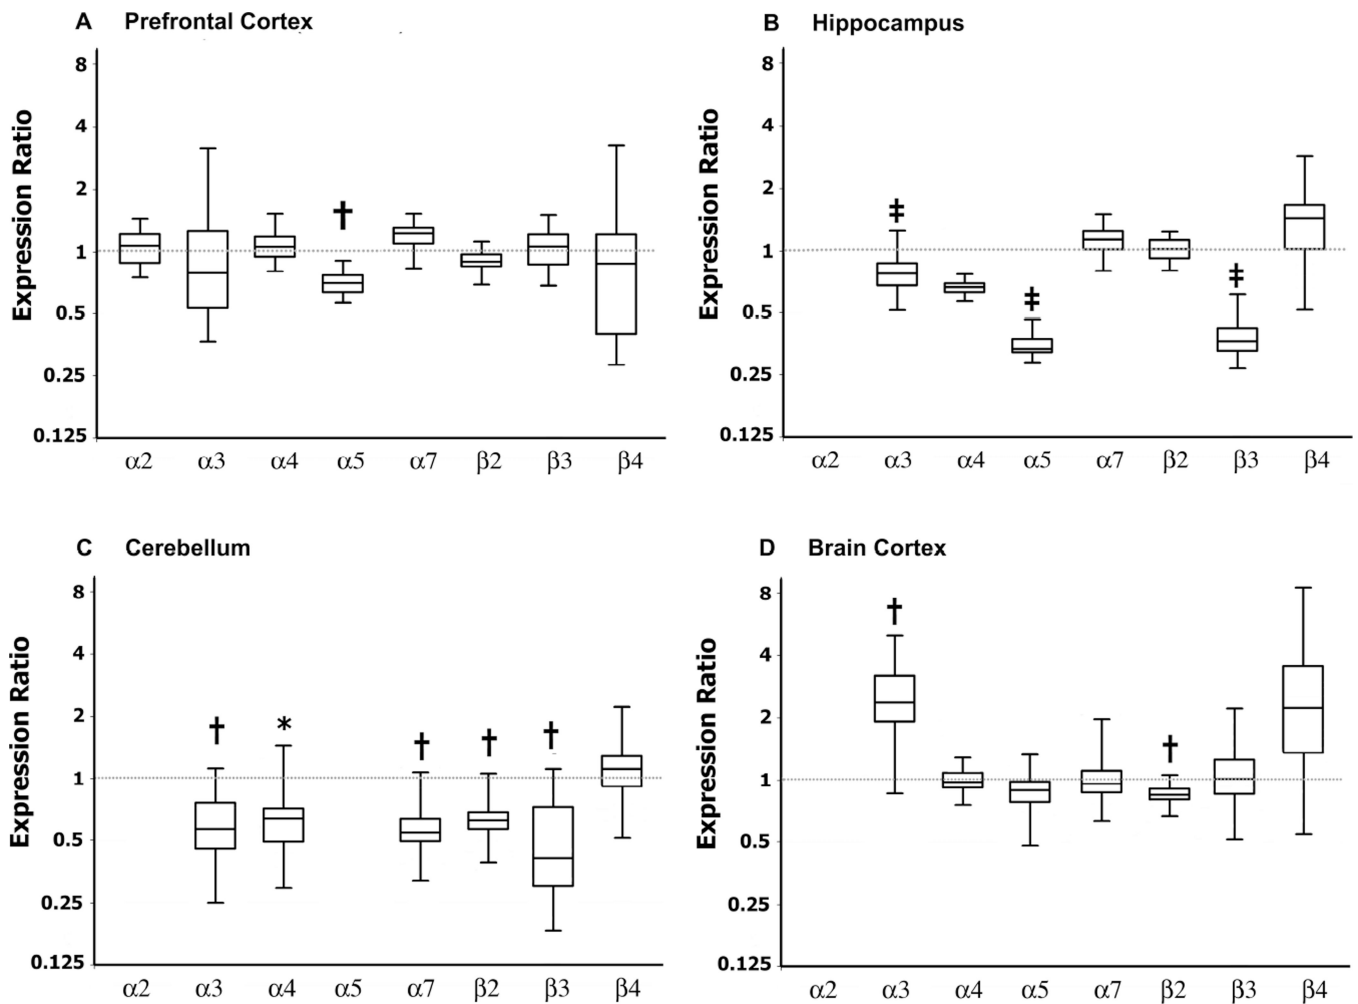 A Prefrontal Cortex
Expression Ratio
8
4
2
1
0.5
0.25
0.125
†
α2 α3 α4 α5 α7 β2 β3 β4
B Hippocampus
Expression Ratio
8
4
2
1
0.5
0.25
0.125
‡ ‡ ‡
α2 α3 α4 α5 α7 β2 β3 β4
C Cerebellum
Expression Ratio
8
4
2
1
0.5
0.25
0.125
† * † † †
α2 α3 α4 α5 α7 β2 β3 β4
D Brain Cortex
Expression Ratio
8
4
2
1
0.5
0.25
0.125
† †
α2 α3 α4 α5 α7 β2 β3 β4